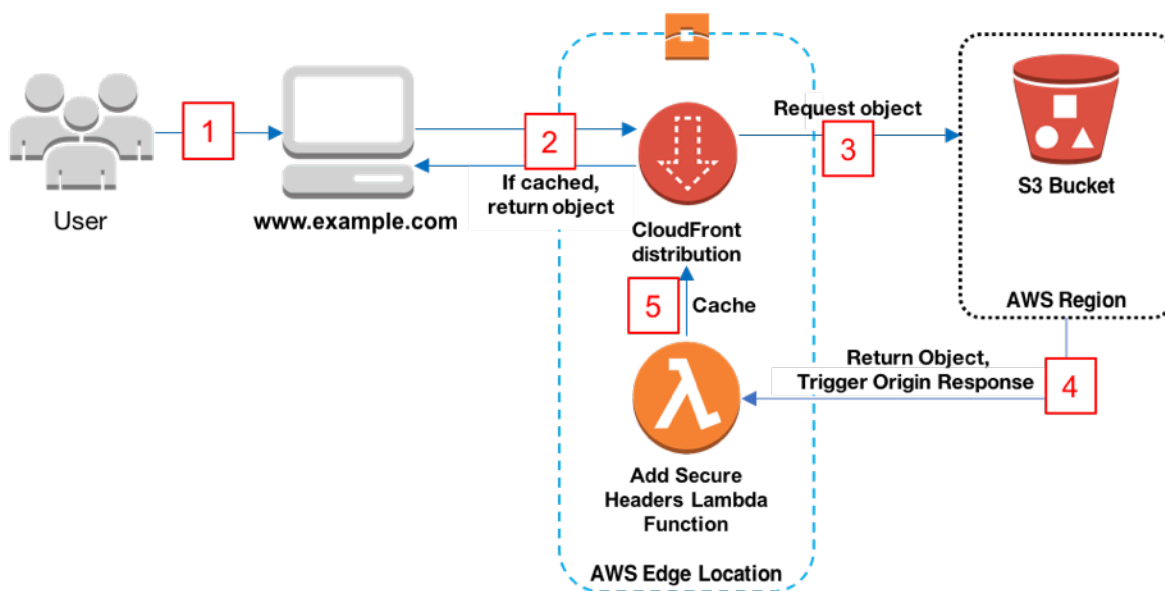 1
User
www.example.com
2
If cached,
return object
CloudFront
distribution
Request object
3
S3 Bucket
AWS Region
Return Object,
Trigger Origin Response
4
5
Cache
λ
Add Secure
Headers Lambda
Function
AWS Edge Location